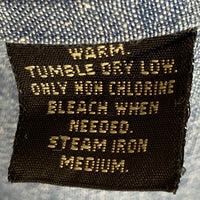 WARM.
TUMBLE DRY LOW.
ONLY NON CHLORINE
BLEACH WHEN
NEEDED.
STEAM IRON
MEDIUM.